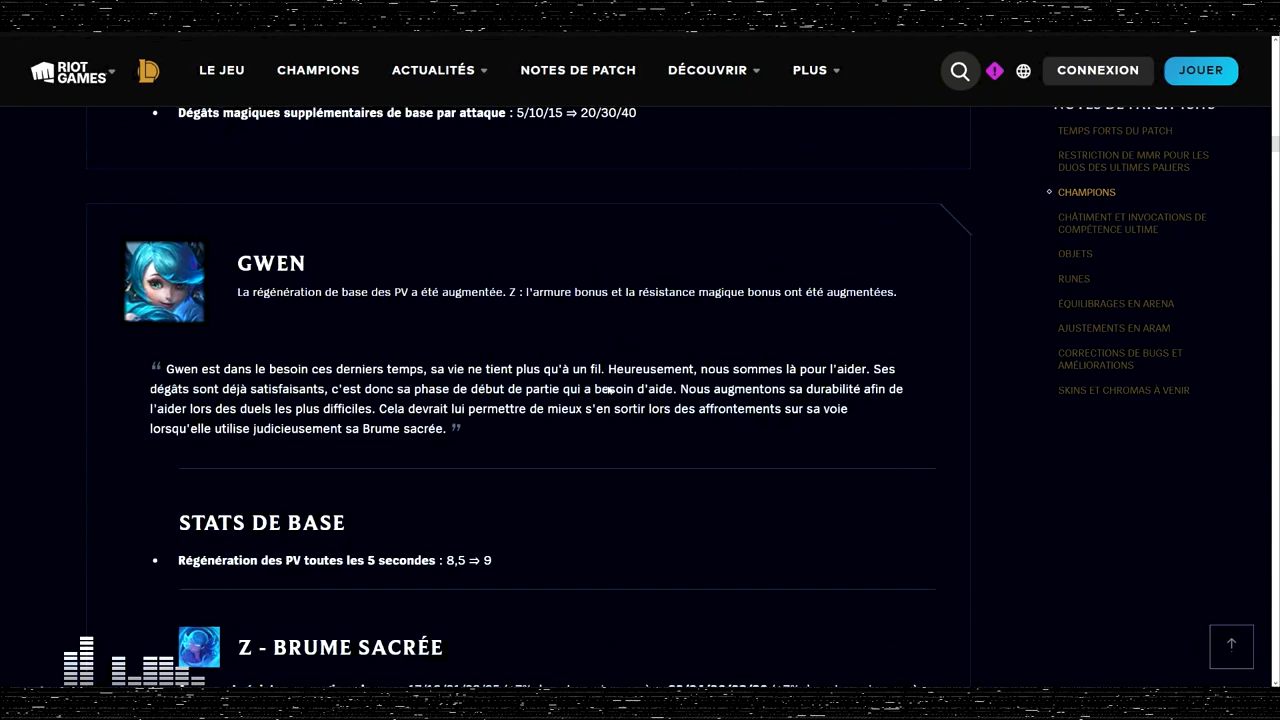 RIOT GAMES
LE JEU
CHAMPIONS
ACTUALITÉS
NOTES DE PATCH
DÉCOUVRIR
PLUS
CONNEXION
JOUER
Dégâts magiques supplémentaires de base par attaque : 5/10/15 ⇒ 20/30/40
GWEN
La régénération de base des PV a été augmentée. Z : l'armure bonus et la résistance magique bonus ont été augmentées.
“ Gwen est dans le besoin ces derniers temps, sa vie ne tient plus qu'à un fil. Heureusement, nous sommes là pour l'aider. Ses
dégâts sont déjà satisfaisants, c'est donc sa phase de début de partie qui a besoin d'aide. Nous augmentons sa durabilité afin de
l'aider lors des duels les plus difficiles. Cela devrait lui permettre de mieux s'en sortir lors des affrontements sur sa voie
lorsqu'elle utilise judicieusement sa Brume sacrée. ”
STATS DE BASE
Régénération des PV toutes les 5 secondes : 8,5 ⇒ 9
Z - BRUME SACRÉE
TEMPS FORTS DU PATCH
RESTRICTION DE MMR POUR LES
DUOS DES ULTIMES PALIERS
CHAMPIONS
CHÂTIMENT ET INVOCATIONS DE
COMPÉTENCE ULTIME
OBJETS
RUNES
ÉQUILIBRAGES EN ARENA
AJUSTEMENTS EN ARAM
CORRECTIONS DE BUGS ET
AMÉLIORATIONS
SKINS ET CHROMAS À VENIR